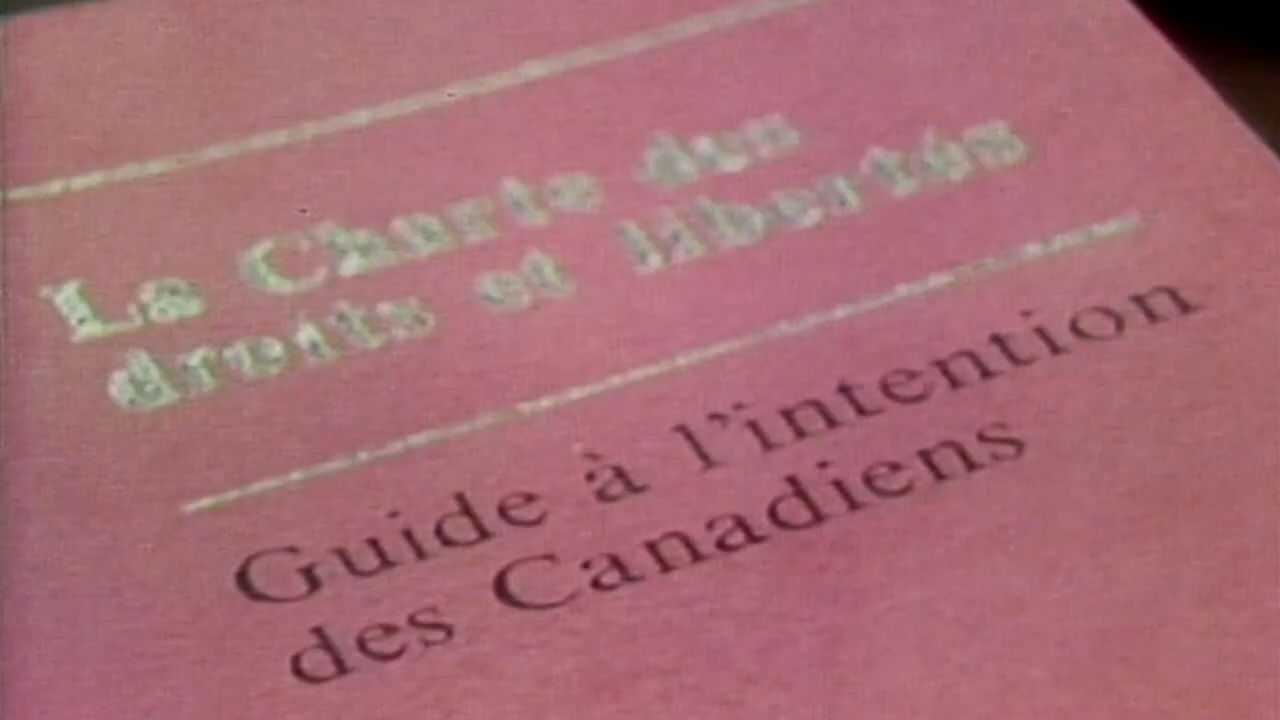 La Charte des
droits et libertés
Guide à l'intention
des Canadiens